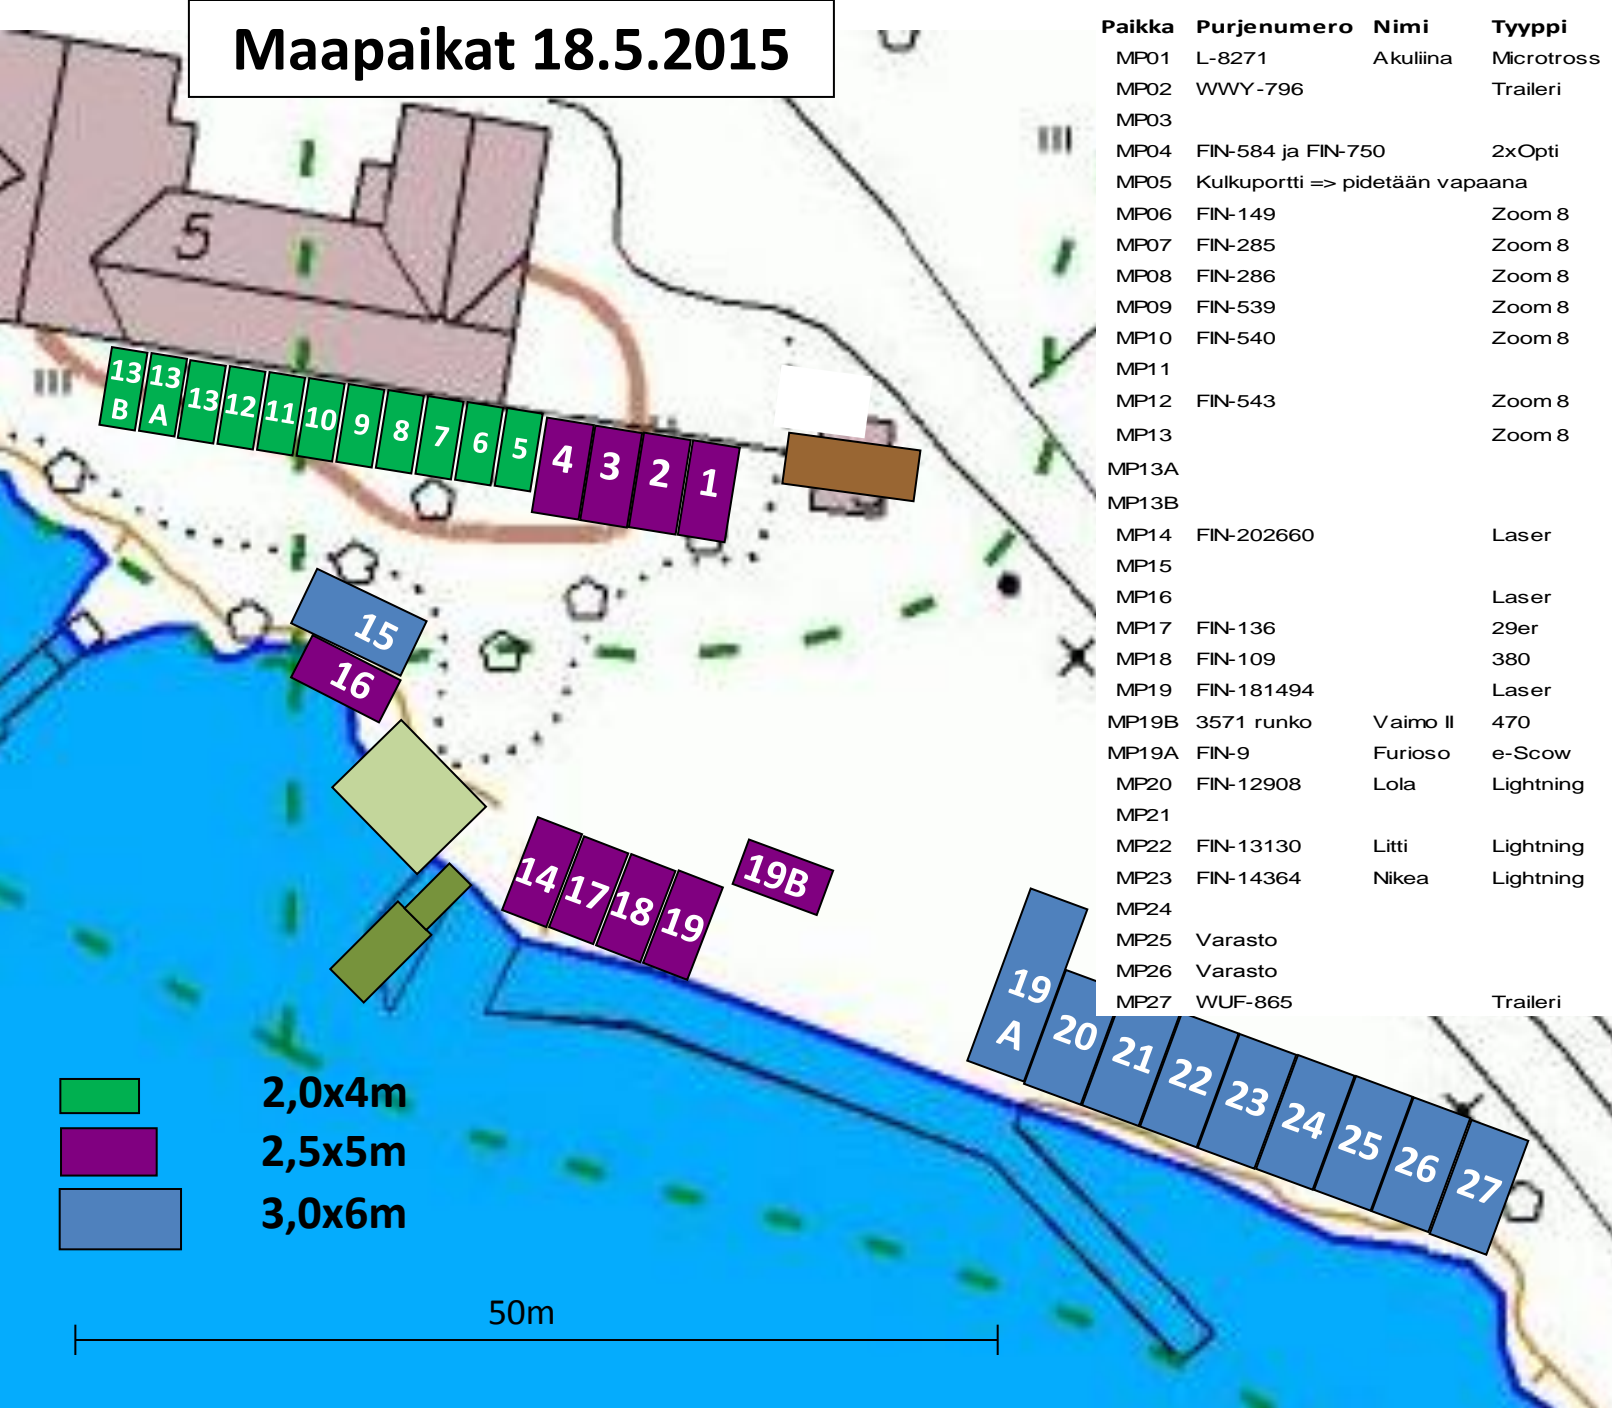 Maapaikat 18.5.2015
Paikka Purjenumero Nimi Tyyppi
MP01 L-8271 Akuliina Microtross
MP02 WWY-796 Traileri
MP03
MP04 FIN-584 ja FIN-750 2xOpti
MP05 Kulkuportti => pidetään vapaana
MP06 FIN-149 Zoom 8
MP07 FIN-285 Zoom 8
MP08 FIN-286 Zoom 8
MP09 FIN-539 Zoom 8
MP10 FIN-540 Zoom 8
MP11
MP12 FIN-543 Zoom 8
MP13 Zoom 8
MP13A
MP13B
MP14 FIN-202660 Laser
MP15
MP16 Laser
MP17 FIN-136 29er
MP18 FIN-109 380
MP19 FIN-181494 Laser
MP19B 3571 runko Vaimo II 470
MP19A FIN-9 Furioso e-Scow
MP20 FIN-12908 Lola Lightning
MP21
MP22 FIN-13130 Litti Lightning
MP23 FIN-14364 Nikea Lightning
MP24
MP25 Varasto
MP26 Varasto
MP27 WUF-865 Traileri
5
13 B
13 A
13
12
11
10
9
8
7
6
5
4
3
2
1
15
16
14
17
18
19
19B
19 A
20
21
22
23
24
25
26
27
2,0x4m
2,5x5m
3,0x6m
50m